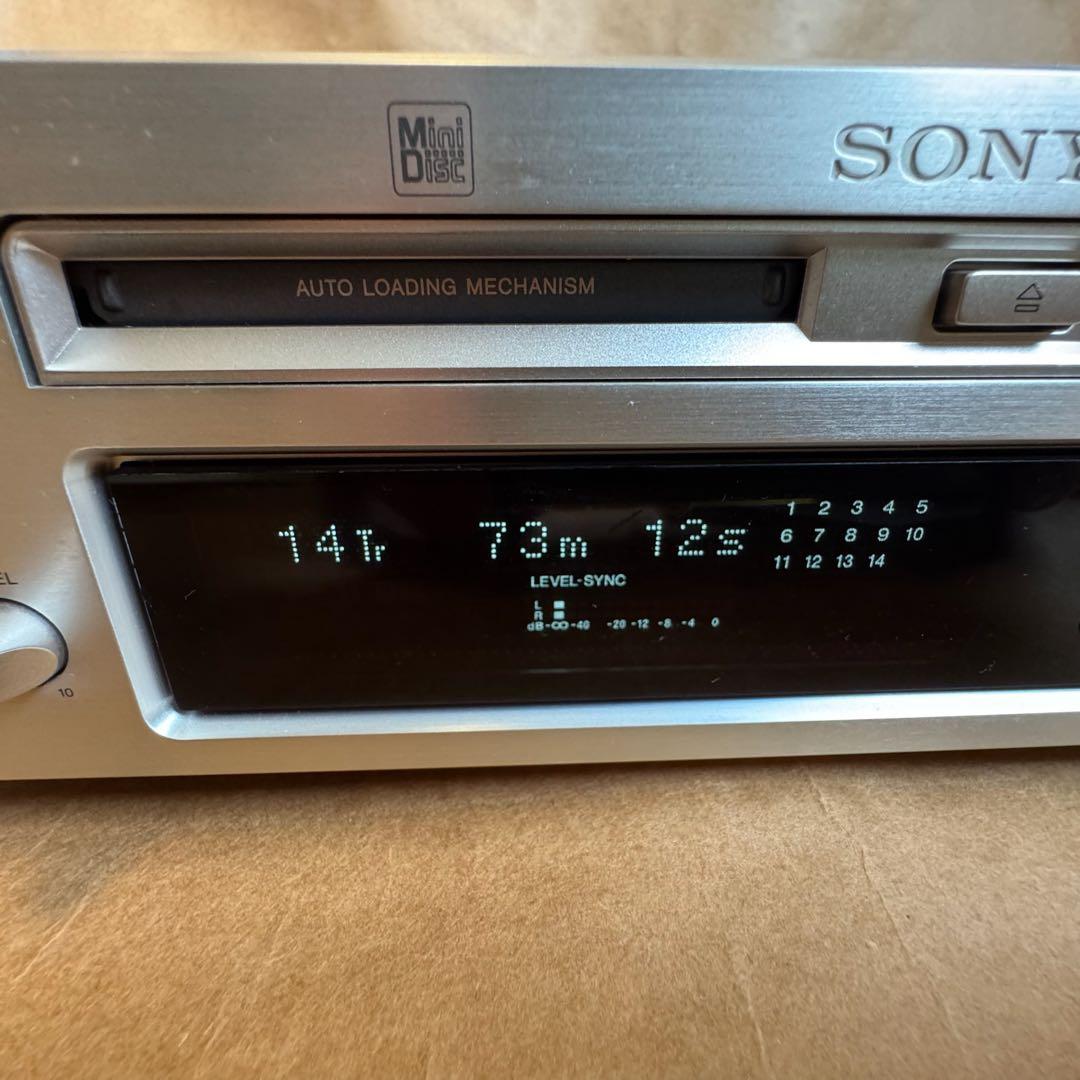 Mini
Disc
SONY
AUTO LOADING MECHANISM
14Tr 73m 12s
1 2 3 4 5
6 7 8 9 10
11 12 13 14
LEVEL-SYNC
L
R
dB-∞-40 -20 -12 -8 -4 0
EL
10